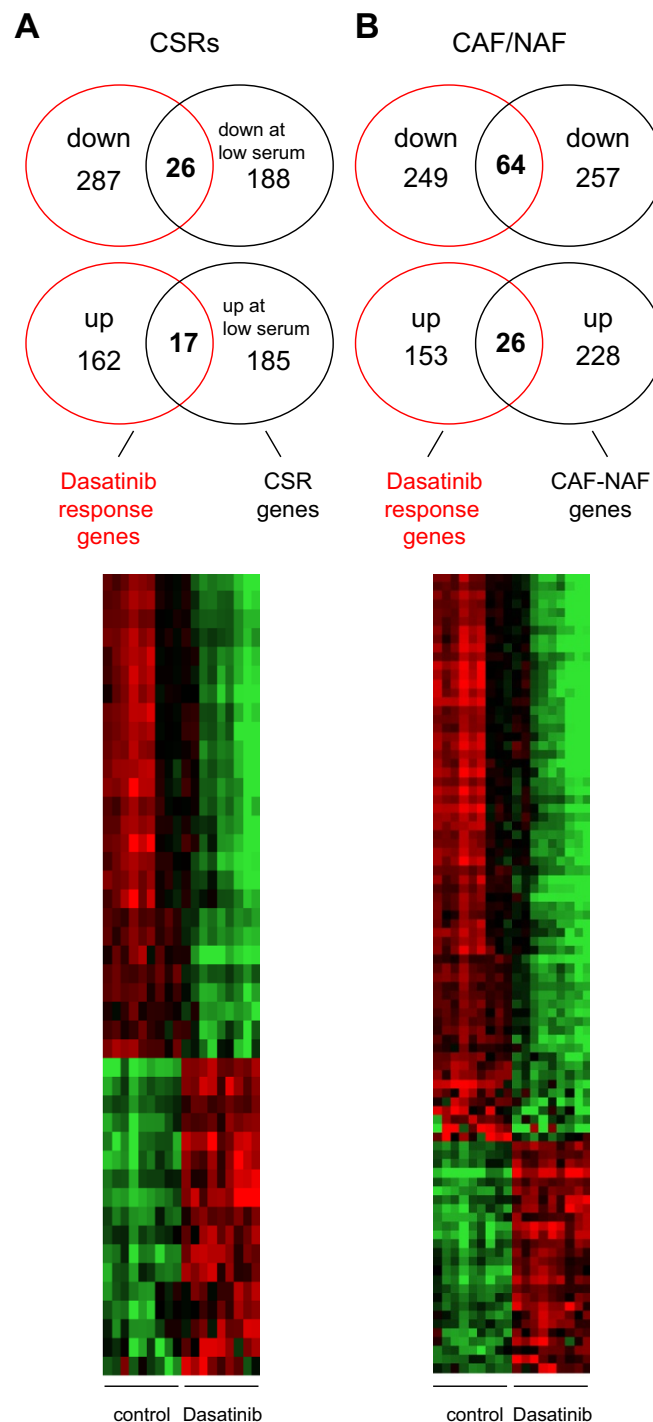 A
CSRs
down
287
26
down at
low serum
188
up
162
17
up at
low serum
185
Dasatinib
response
genes
CSR
genes
control
Dasatinib
B
CAF/NAF
down
249
64
down
257
up
153
26
up
228
Dasatinib
response
genes
CAF-NAF
genes
control
Dasatinib